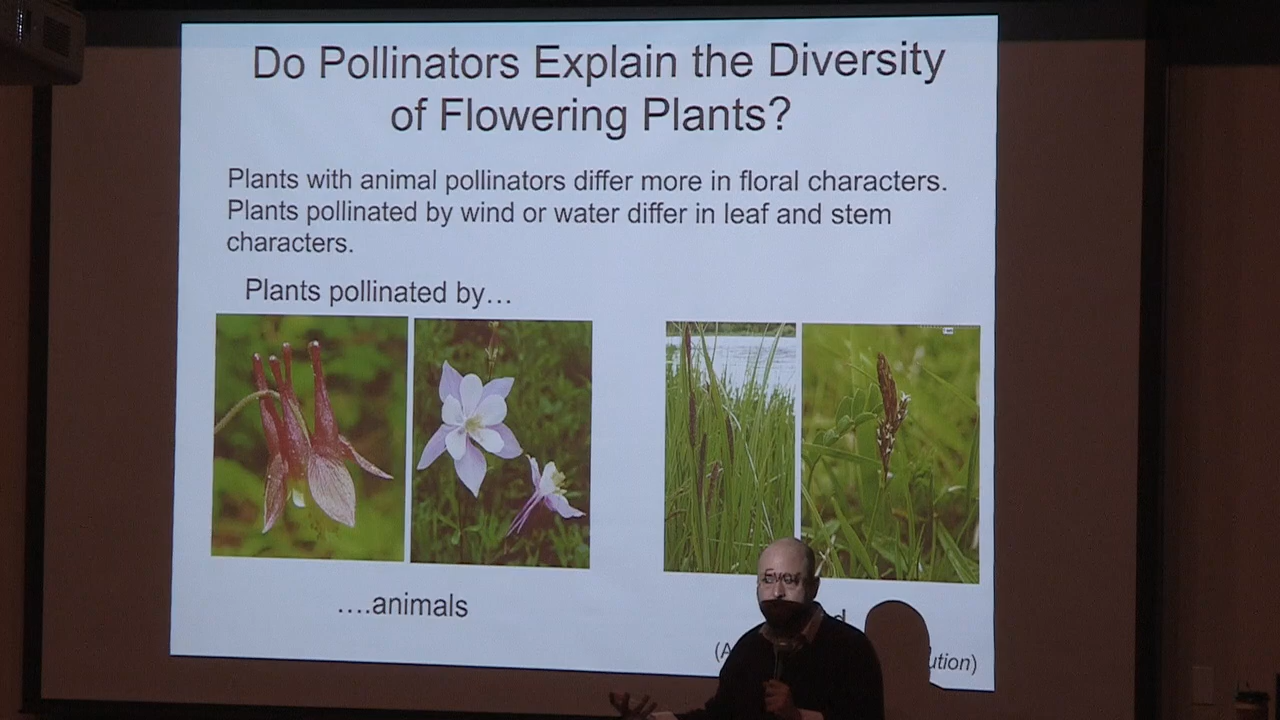 Do Pollinators Explain the Diversity
of Flowering Plants?
Plants with animal pollinators differ more in floral characters.
Plants pollinated by wind or water differ in leaf and stem
characters.
Plants pollinated by…
….animals